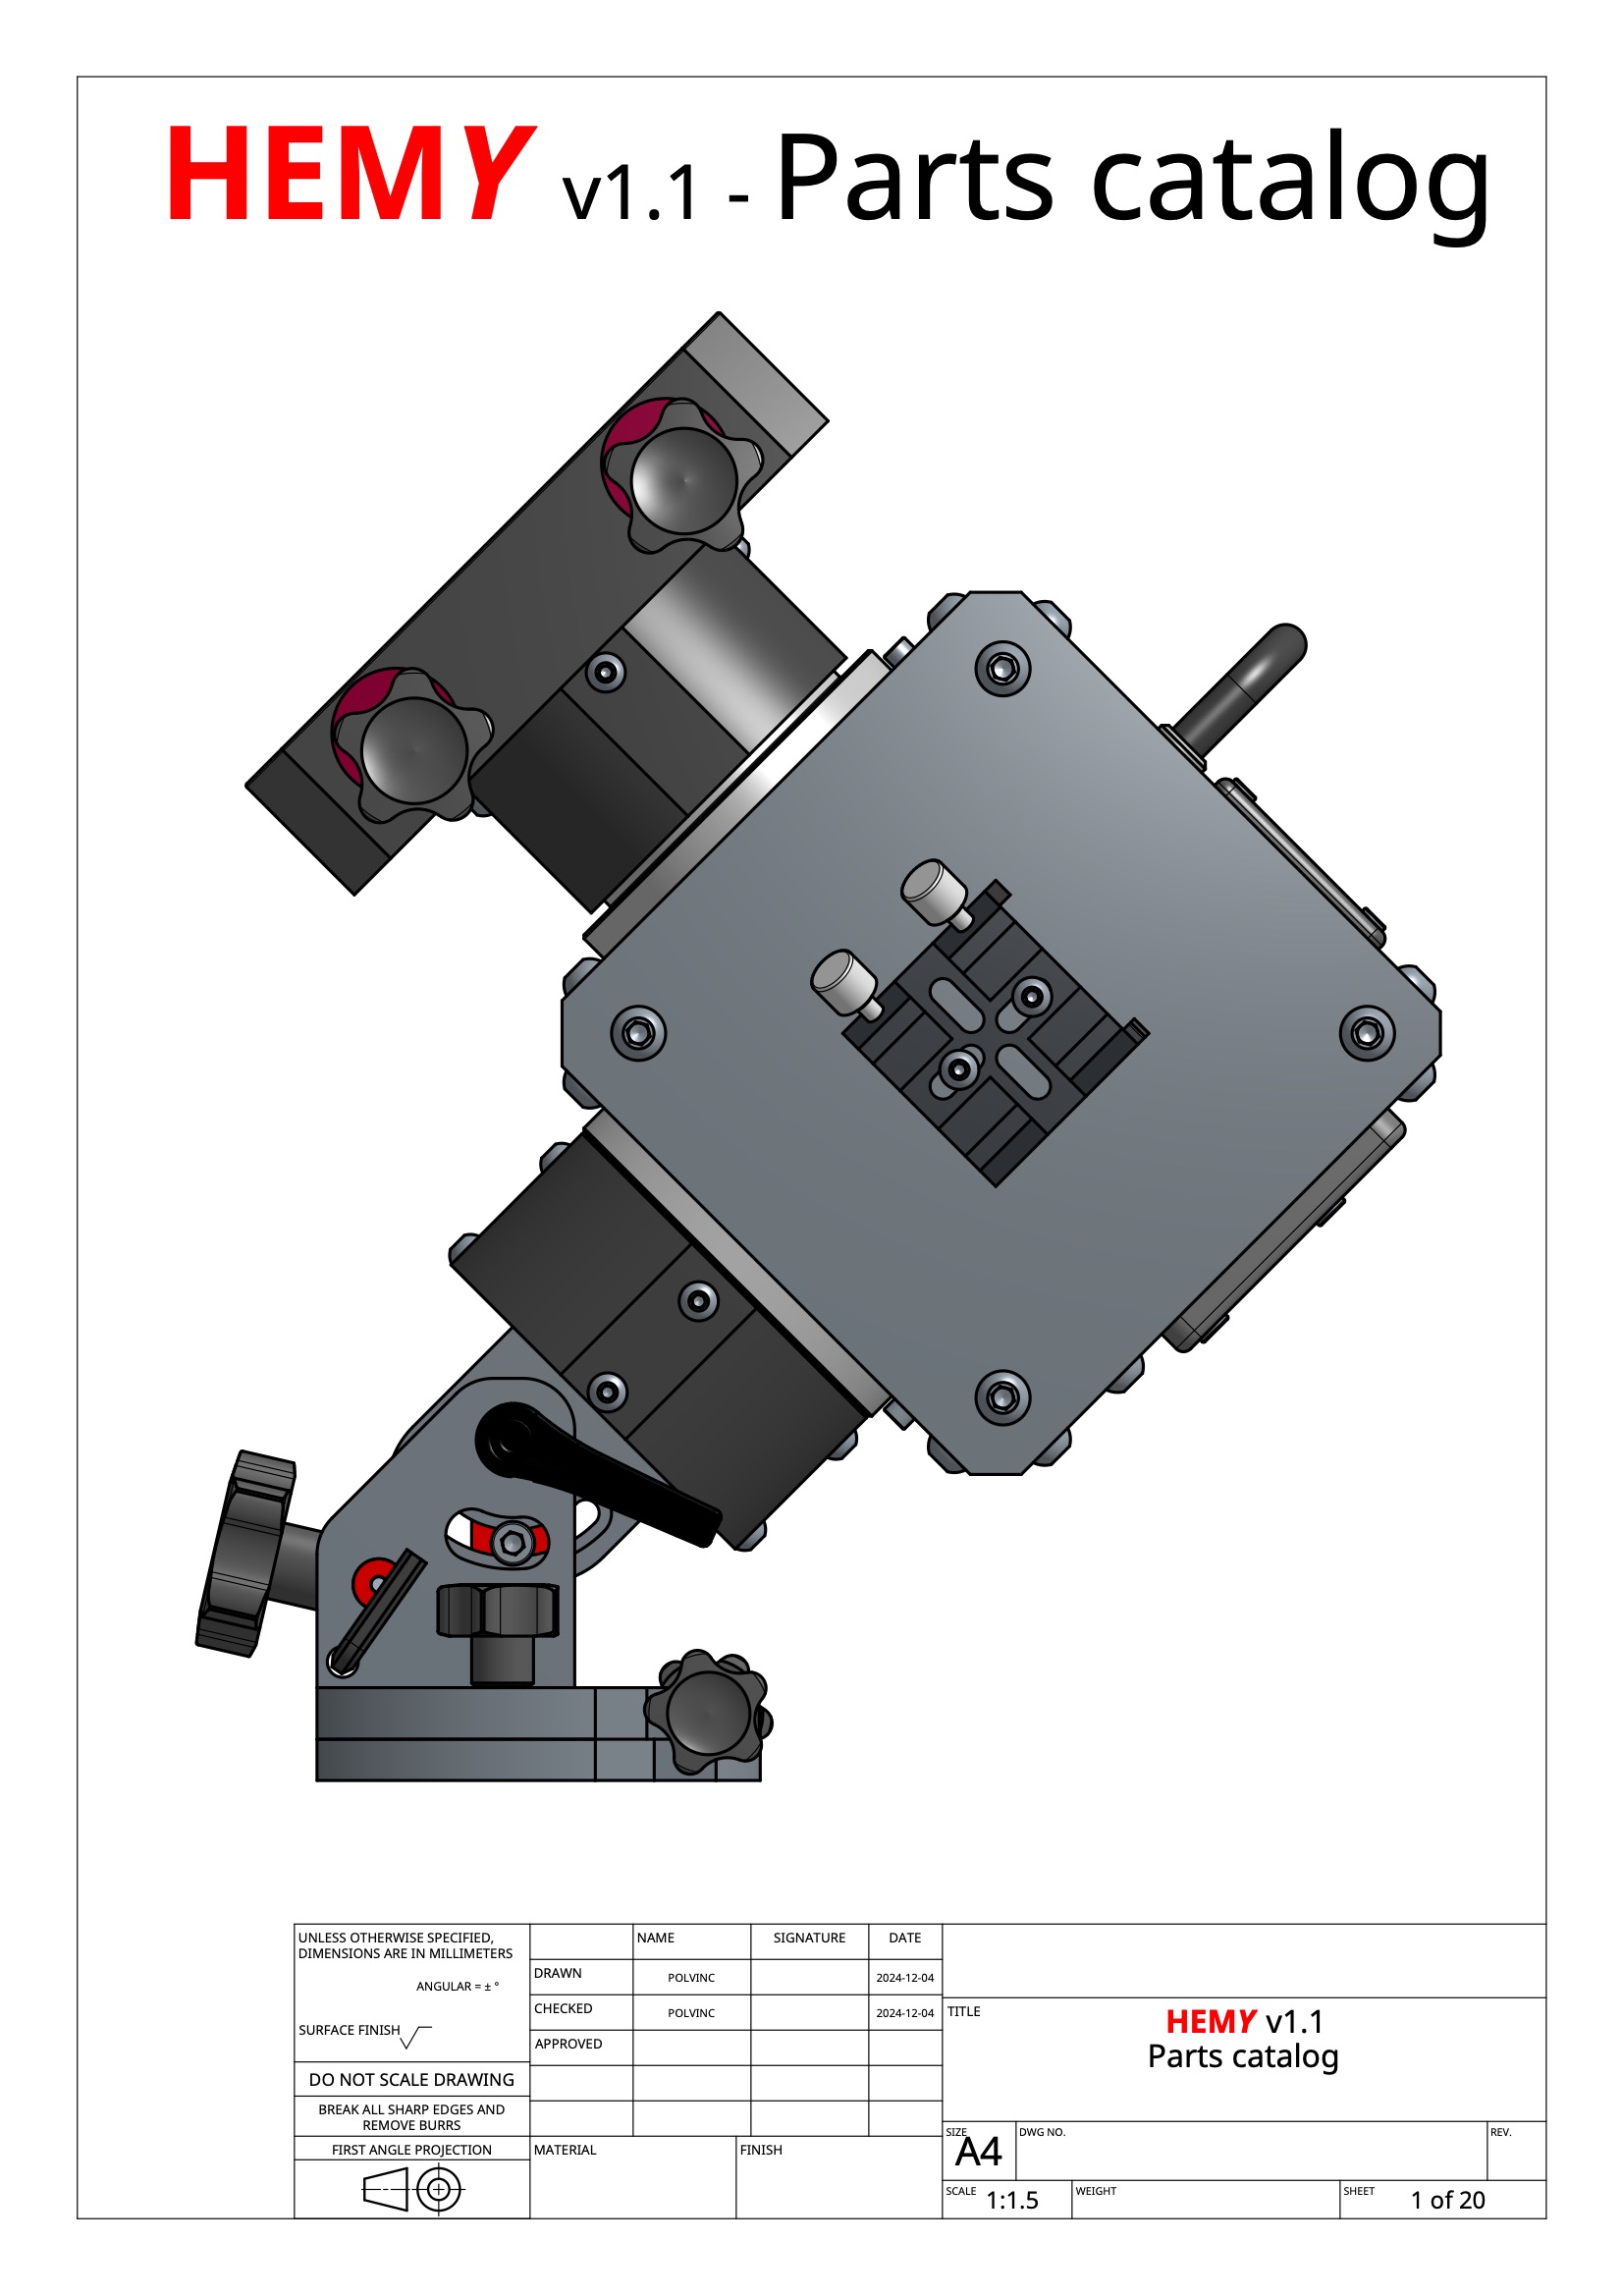 HEMY v1.1 - Parts catalog
UNLESS OTHERWISE SPECIFIED,
DIMENSIONS ARE IN MILLIMETERS
ANGULAR = ± °
SURFACE FINISH
DO NOT SCALE DRAWING
BREAK ALL SHARP EDGES AND
REMOVE BURRS
FIRST ANGLE PROJECTION
NAME SIGNATURE DATE
DRAWN POLVINC 2024-12-04
CHECKED POLVINC 2024-12-04
APPROVED
MATERIAL FINISH
TITLE
HEMY v1.1
Parts catalog
SIZE A4 DWG NO. REV.
SCALE 1:1.5 WEIGHT SHEET 1 of 20